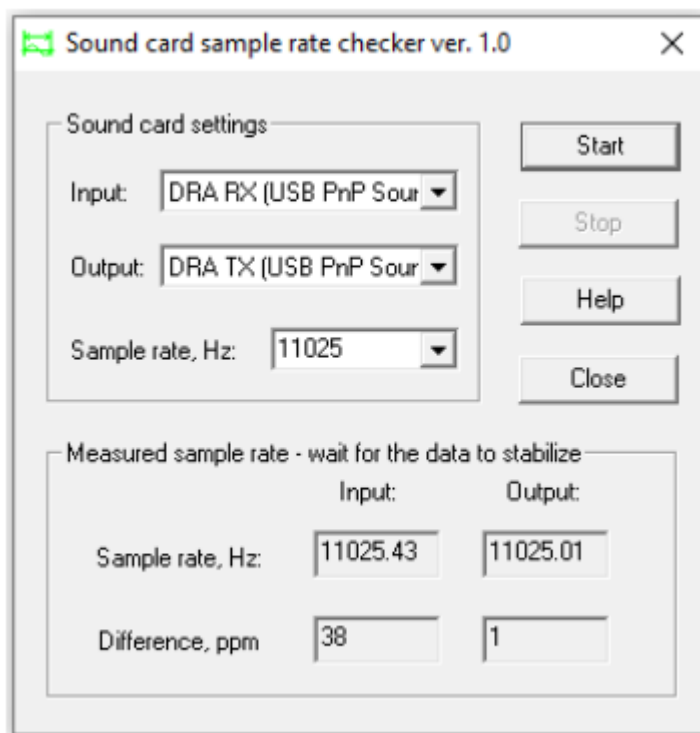 Sound card sample rate checker ver. 1.0
Sound card settings
Input: DRA RX (USB PnP Sour
Output: DRA TX (USB PnP Sour
Sample rate, Hz: 11025
Start
Stop
Help
Close
Measured sample rate - wait for the data to stabilize
Input: Output:
Sample rate, Hz: 11025.43 11025.01
Difference, ppm 38 1